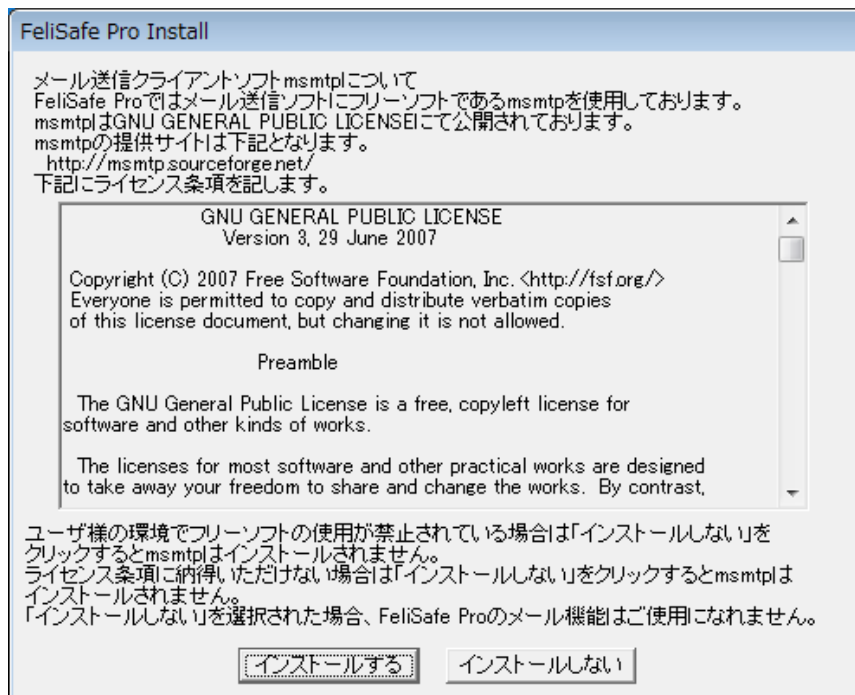 FeliSafe Pro Install
メール送信クライアントソフトmsmtpについて
FeliSafe Proではメール送信ソフトにフリーソフトであるmsmtpを使用しております。
msmtpはGNU GENERAL PUBLIC LICENSEにて公開されております。
msmtpの提供サイトは下記となります。
http://msmtp.sourceforge.net/
下記にライセンス条項を記します。
GNU GENERAL PUBLIC LICENSE
Version 3, 29 June 2007
Copyright (C) 2007 Free Software Foundation, Inc. <http://fsf.org/>
Everyone is permitted to copy and distribute verbatim copies
of this license document, but changing it is not allowed.
Preamble
The GNU General Public License is a free, copyleft license for
software and other kinds of works.
The licenses for most software and other practical works are designed
to take away your freedom to share and change the works. By contrast,
ユーザ様の環境でフリーソフトの使用が禁止されている場合は「インストールしない」を
クリックするとmsmtpはインストールされません。
ライセンス条項に納得いただけない場合は「インストールしない」をクリックするとmsmtpは
インストールされません。
「インストールしない」を選択された場合、FeliSafe Proのメール機能はご使用になれません。
インストールする
インストールしない